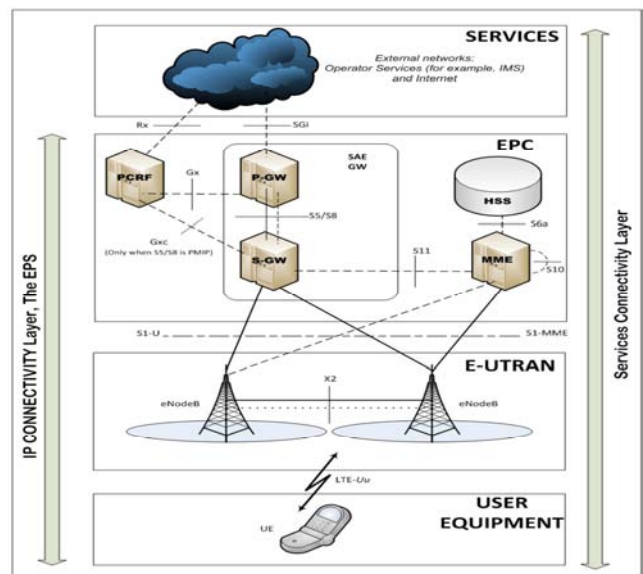 SERVICES
External networks:
Operator Services (for example, IMS)
and Internet
Rx
SGi
EPC
SAE
GW
PCRF
Gx
P-GW
HSS
S5/S8
S6a
Gxc
(Only when S5/S8 is PMIP)
S-GW
S11
MME
S10
S1-U
S1-MME
E-UTRAN
X2
eNodeB
eNodeB
LTE-Uu
USER
EQUIPMENT
UE
IP CONNECTIVITY Layer, The EPS
Services Connectivity Layer